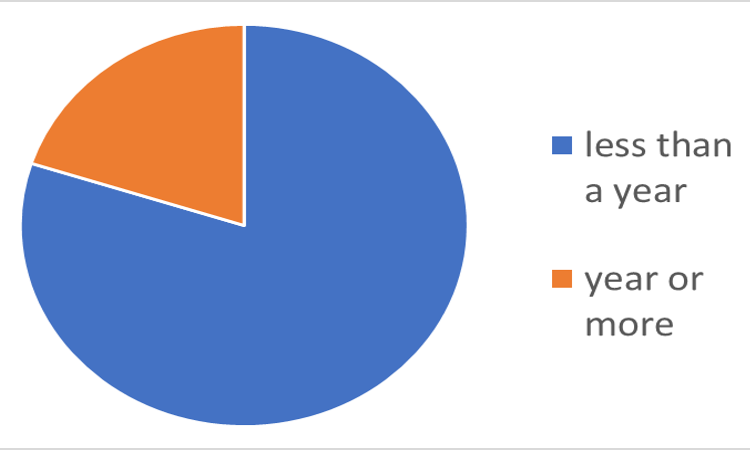 less than
a year
year or
more